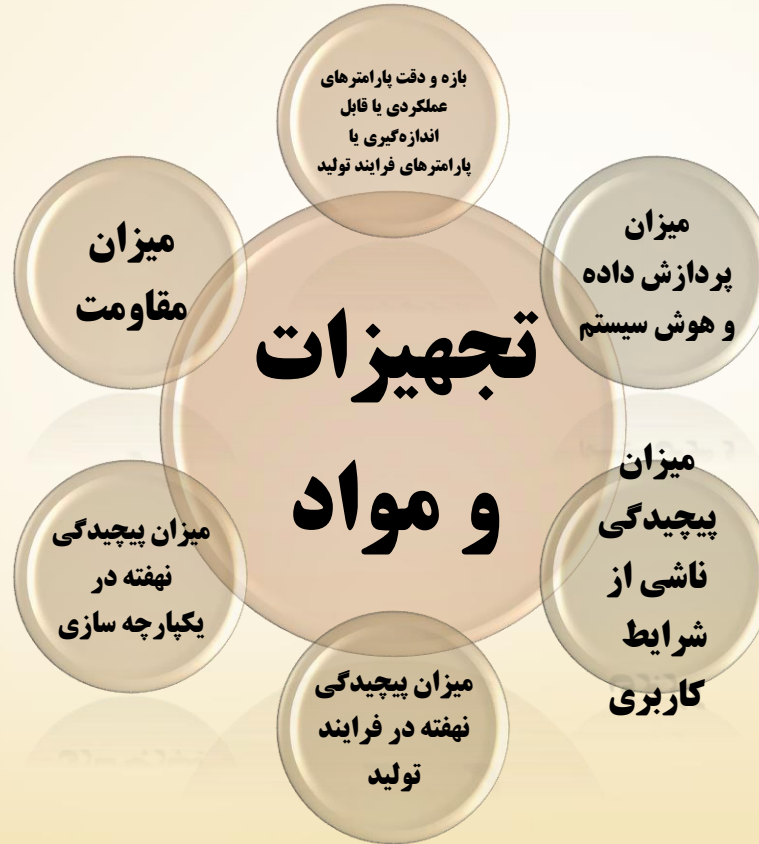 بازه و دقت پارامترهای
عملکردی یا قابل
اندازه‌گیری یا
پارامترهای فرایند تولید
میزان
پردازش داده
و هوش سیستم
میزان
پیچیدگی
ناشی از
شرایط
کاربری
میزان پیچیدگی
نهفته در فرایند
تولید
میزان پیچیدگی
نهفته در
یکپارچه سازی
میزان
مقاومت
تجهیزات
و مواد